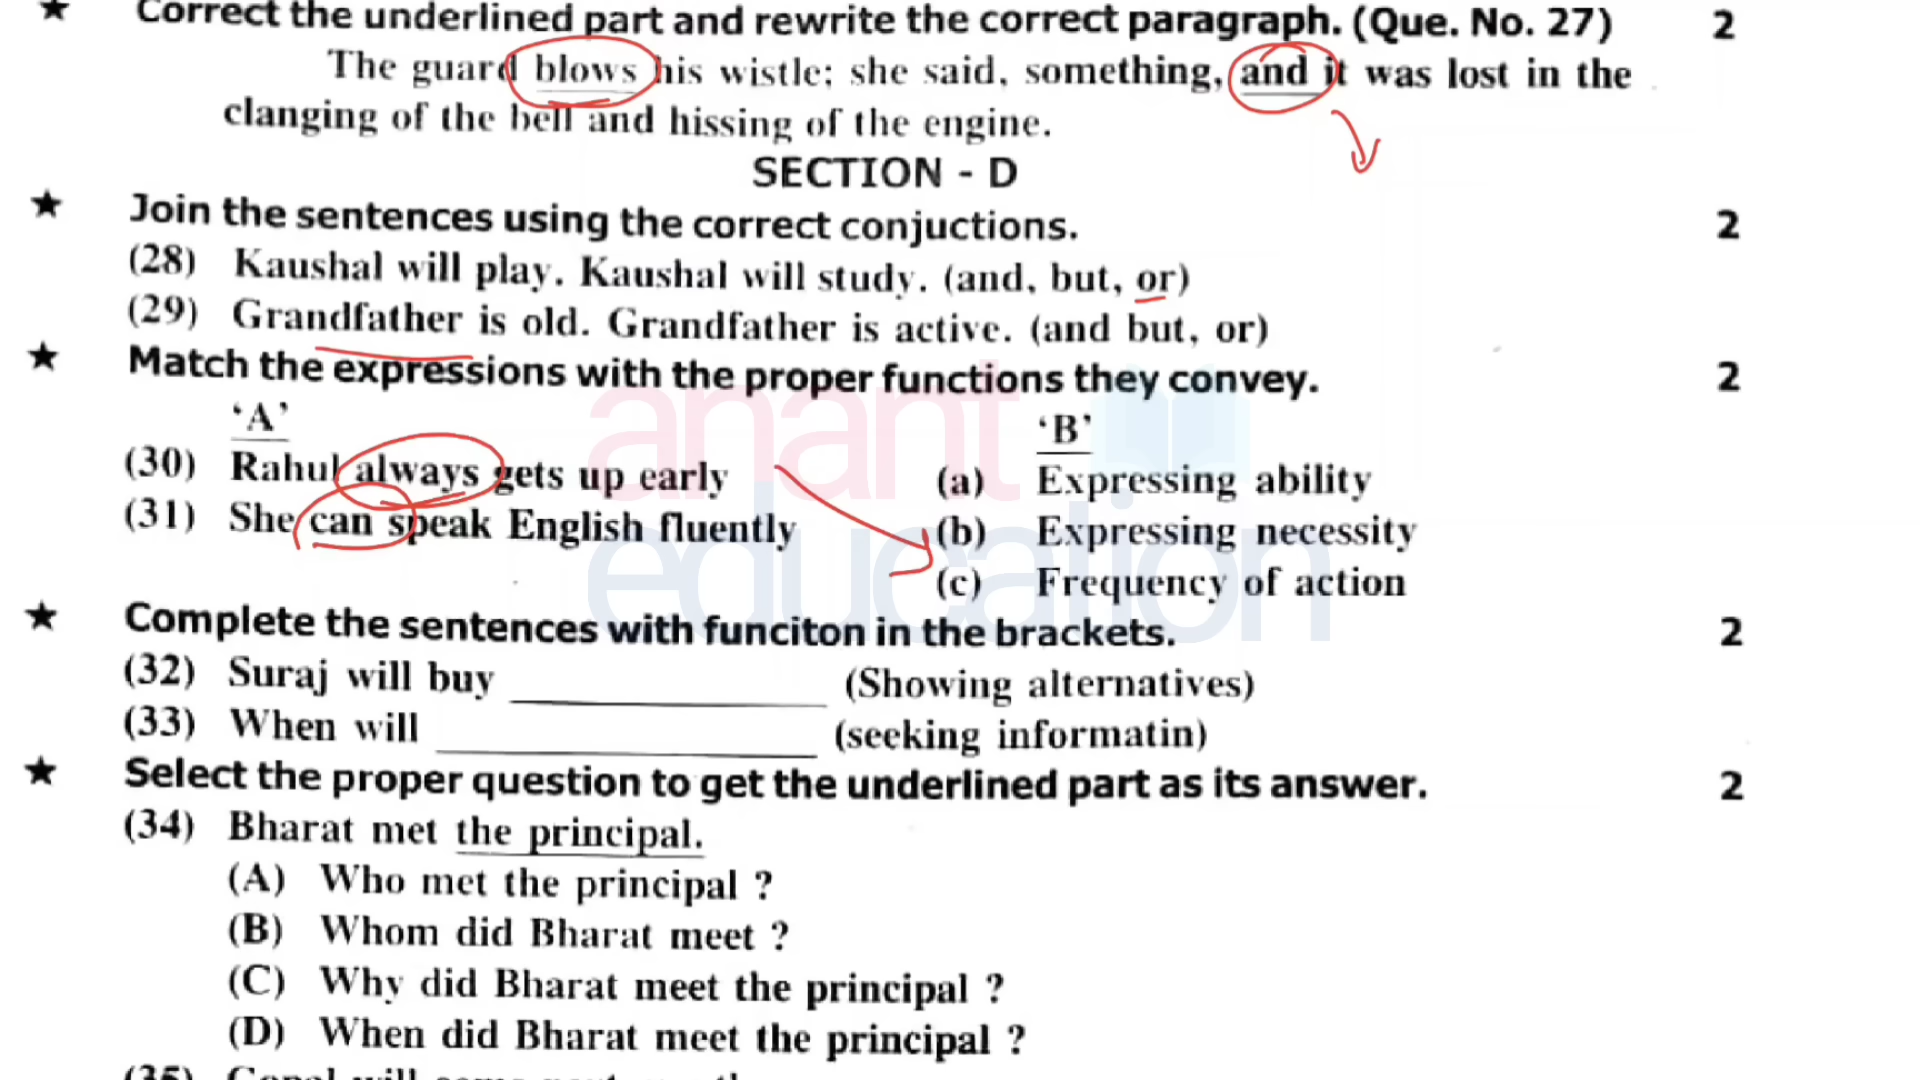 ★ Correct the underlined part and rewrite the correct paragraph. (Que. No. 27) 2
The guard blows his wistle; she said, something, and it was lost in the
clanging of the bell and hissing of the engine.
SECTION - D
★ Join the sentences using the correct conjuctions. 2
(28) Kaushal will play. Kaushal will study. (and, but, or)
(29) Grandfather is old. Grandfather is active. (and but, or)
★ Match the expressions with the proper functions they convey. 2
‘A’ ‘B’
(30) Rahul always gets up early (a) Expressing ability
(31) She can speak English fluently (b) Expressing necessity
(c) Frequency of action
anant
education
★ Complete the sentences with funciton in the brackets. 2
(32) Suraj will buy ____________ (Showing alternatives)
(33) When will ____________ (seeking informatin)
★ Select the proper question to get the underlined part as its answer. 2
(34) Bharat met the principal.
(A) Who met the principal ?
(B) Whom did Bharat meet ?
(C) Why did Bharat meet the principal ?
(D) When did Bharat meet the principal ?
(35)